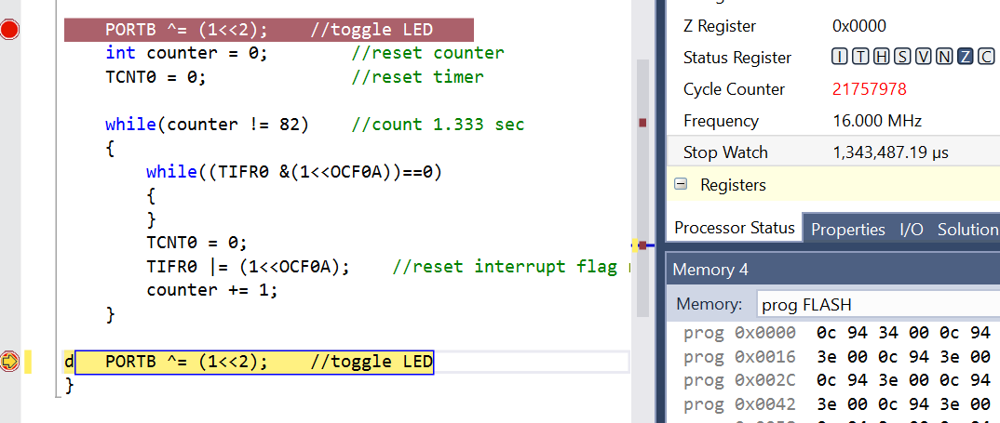 PORTB ^= (1<<2);    //toggle LED
int counter = 0;        //reset counter
TCNT0 = 0;              //reset timer
while(counter != 82)    //count 1.333 sec
{
while((TIFR0 &(1<<OCF0A))==0)
{
}
TCNT0 = 0;
TIFR0 |= (1<<OCF0A);    //reset interrupt flag
counter += 1;
}
d   PORTB ^= (1<<2);    //toggle LED
}
Z Register 0x0000
Status Register I T H S V N Z C
Cycle Counter 21757978
Frequency 16.000 MHz
Stop Watch 1,343,487.19 µs
Registers
Processor Status Properties I/O Solution
Memory 4
Memory: prog FLASH
prog 0x0000 0c 94 34 00 0c 94
prog 0x0016 3e 00 0c 94 3e 00
prog 0x002C 0c 94 3e 00 0c 94
prog 0x0042 3e 00 0c 94 3e 00